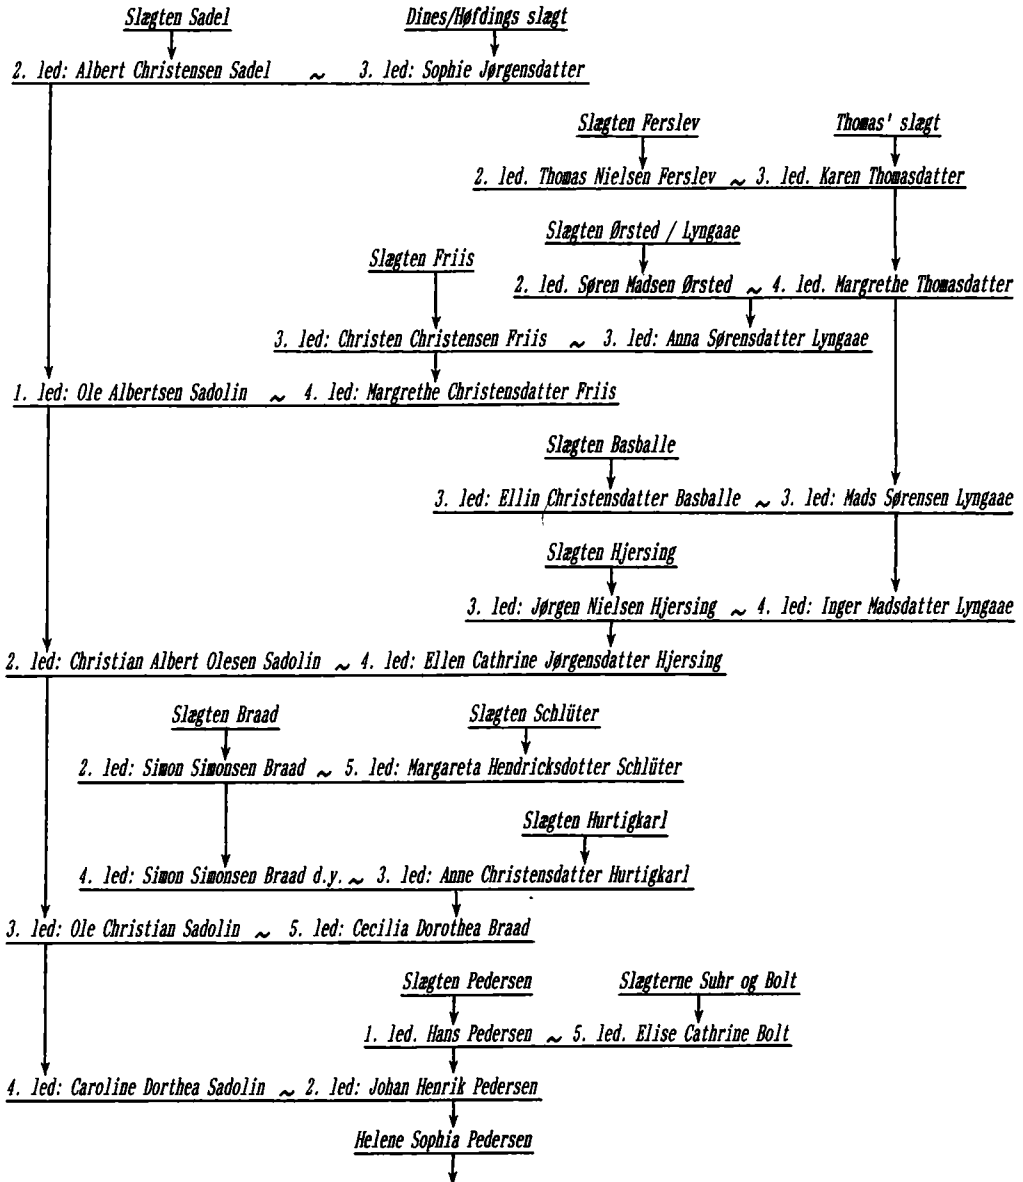 Slægten Sadel
Dines/Høfdings slægt
2. led: Albert Christensen Sadel ~ 3. led: Sophie Jørgensdatter
Slægten Ferslev
Thomas' slægt
2. led. Thomas Nielsen Ferslev ~ 3. led. Karen Thomasdatter
Slægten Ørsted / Lyngaae
Slægten Friis
2. led. Søren Madsen Ørsted ~ 4. led. Margrethe Thomasdatter
3. led: Christen Christensen Friis ~ 3. led: Anna Sørensdatter Lyngaae
1. led: Ole Albertsen Sadolin ~ 4. led: Margrethe Christensdatter Friis
Slægten Basballe
3. led: Ellin Christensdatter Basballe ~ 3. led: Mads Sørensen Lyngaae
Slægten Hjersing
3. led: Jørgen Nielsen Hjersing ~ 4. led: Inger Madsdatter Lyngaae
2. led: Christian Albert Olesen Sadolin ~ 4. led: Ellen Cathrine Jørgensdatter Hjersing
Slægten Braad
Slægten Schlüter
2. led: Simon Simonsen Braad ~ 5. led: Margareta Hendricksdotter Schlüter
Slægten Hurtigkarl
4. led: Simon Simonsen Braad d.y. ~ 3. led: Anne Christensdatter Hurtigkarl
3. led: Ole Christian Sadolin ~ 5. led: Cecilia Dorothea Braad
Slægten Pedersen
Slægterne Suhr og Bolt
1. led. Hans Pedersen ~ 5. led. Elise Cathrine Bolt
4. led: Caroline Dorthea Sadolin ~ 2. led: Johan Henrik Pedersen
Helene Sophia Pedersen